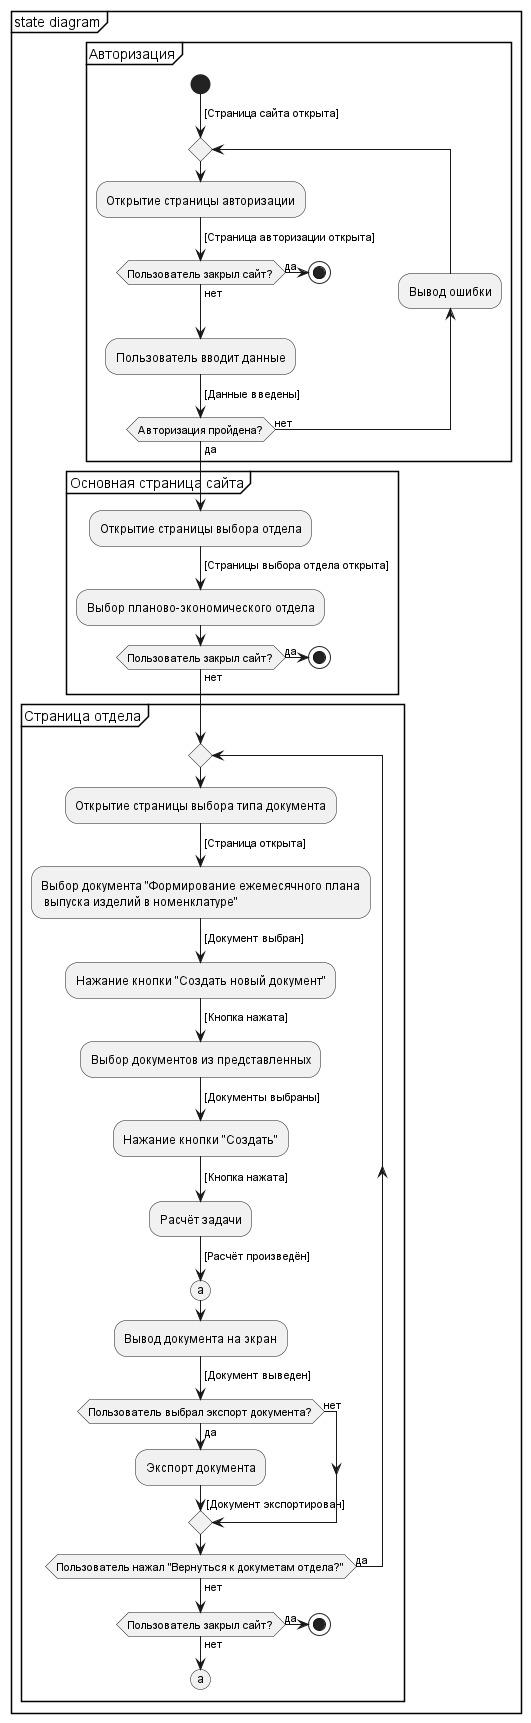 state diagram
Авторизация
[Страница сайта открыта]
Открытие страницы авторизации
[Страница авторизации открыта]
Пользователь закрыл сайт?
да
нет
Вывод ошибки
Пользователь вводит данные
[Данные введены]
Авторизация пройдена?
нет
да
Основная страница сайта
Открытие страницы выбора отдела
[Страницы выбора отдела открыта]
Выбор планово-экономического отдела
Пользователь закрыл сайт?
да
нет
Страница отдела
Открытие страницы выбора типа документа
[Страница открыта]
Выбор документа "Формирование ежемесячного плана
выпуска изделий в номенклатуре"
[Документ выбран]
Нажание кнопки "Создать новый документ"
[Кнопка нажата]
Выбор документов из представленных
[Документы выбраны]
Нажание кнопки "Создать"
[Кнопка нажата]
Расчёт задачи
[Расчёт произведён]
a
Вывод документа на экран
[Документ выведен]
Пользователь выбрал экспорт документа?
нет
да
Экспорт документа
[Документ экспортирован]
Пользователь нажал "Вернуться к докуметам отдела?"
да
нет
Пользователь закрыл сайт?
да
нет
a